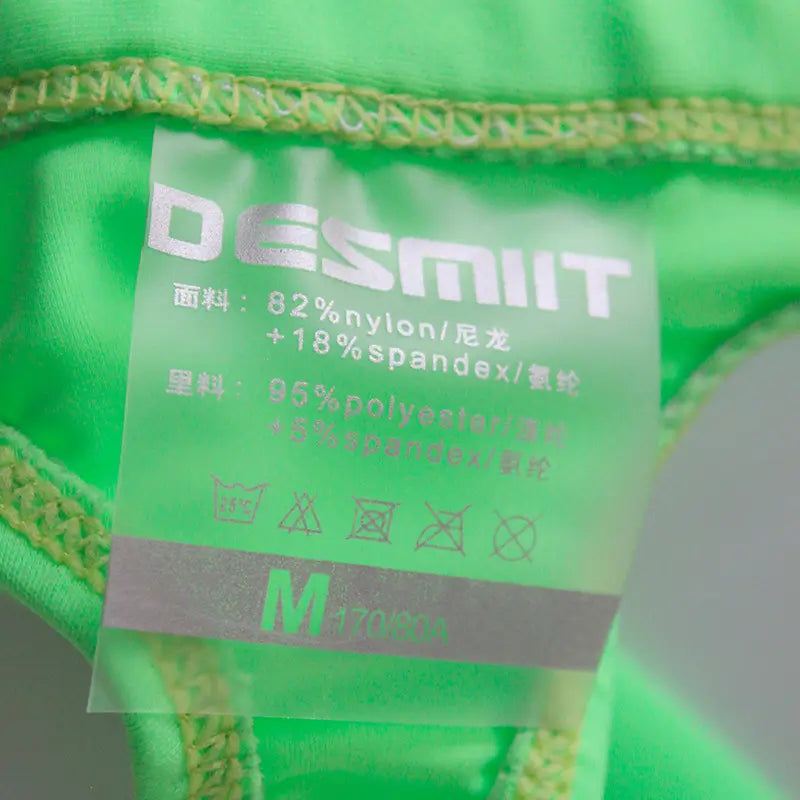 DESMIIT
面料: 82%nylon/尼龙
+18%spandex/氨纶
里料: 95%polyester/涤纶
+5%spandex/氨纶
25℃
M 170/80A